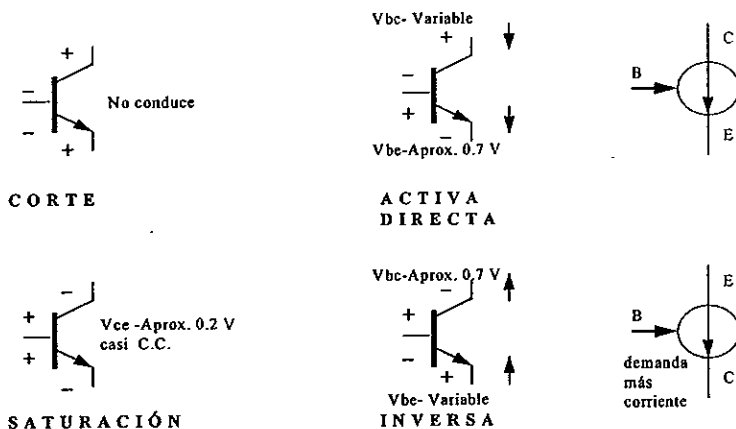 Vbc- Variable
+
+
C
–
–
No conduce
B
–
+
+
–
Vbe-Aprox. 0.7 V
E
CORTE
ACTIVA
DIRECTA
–
Vbc-Aprox. 0,7 V
–
E
+
Vce -Aprox. 0.2 V
+
B
+
casi C.C.
–
–
+
demanda
C
más
Vbe- Variable
corriente
SATURACIÓN
INVERSA